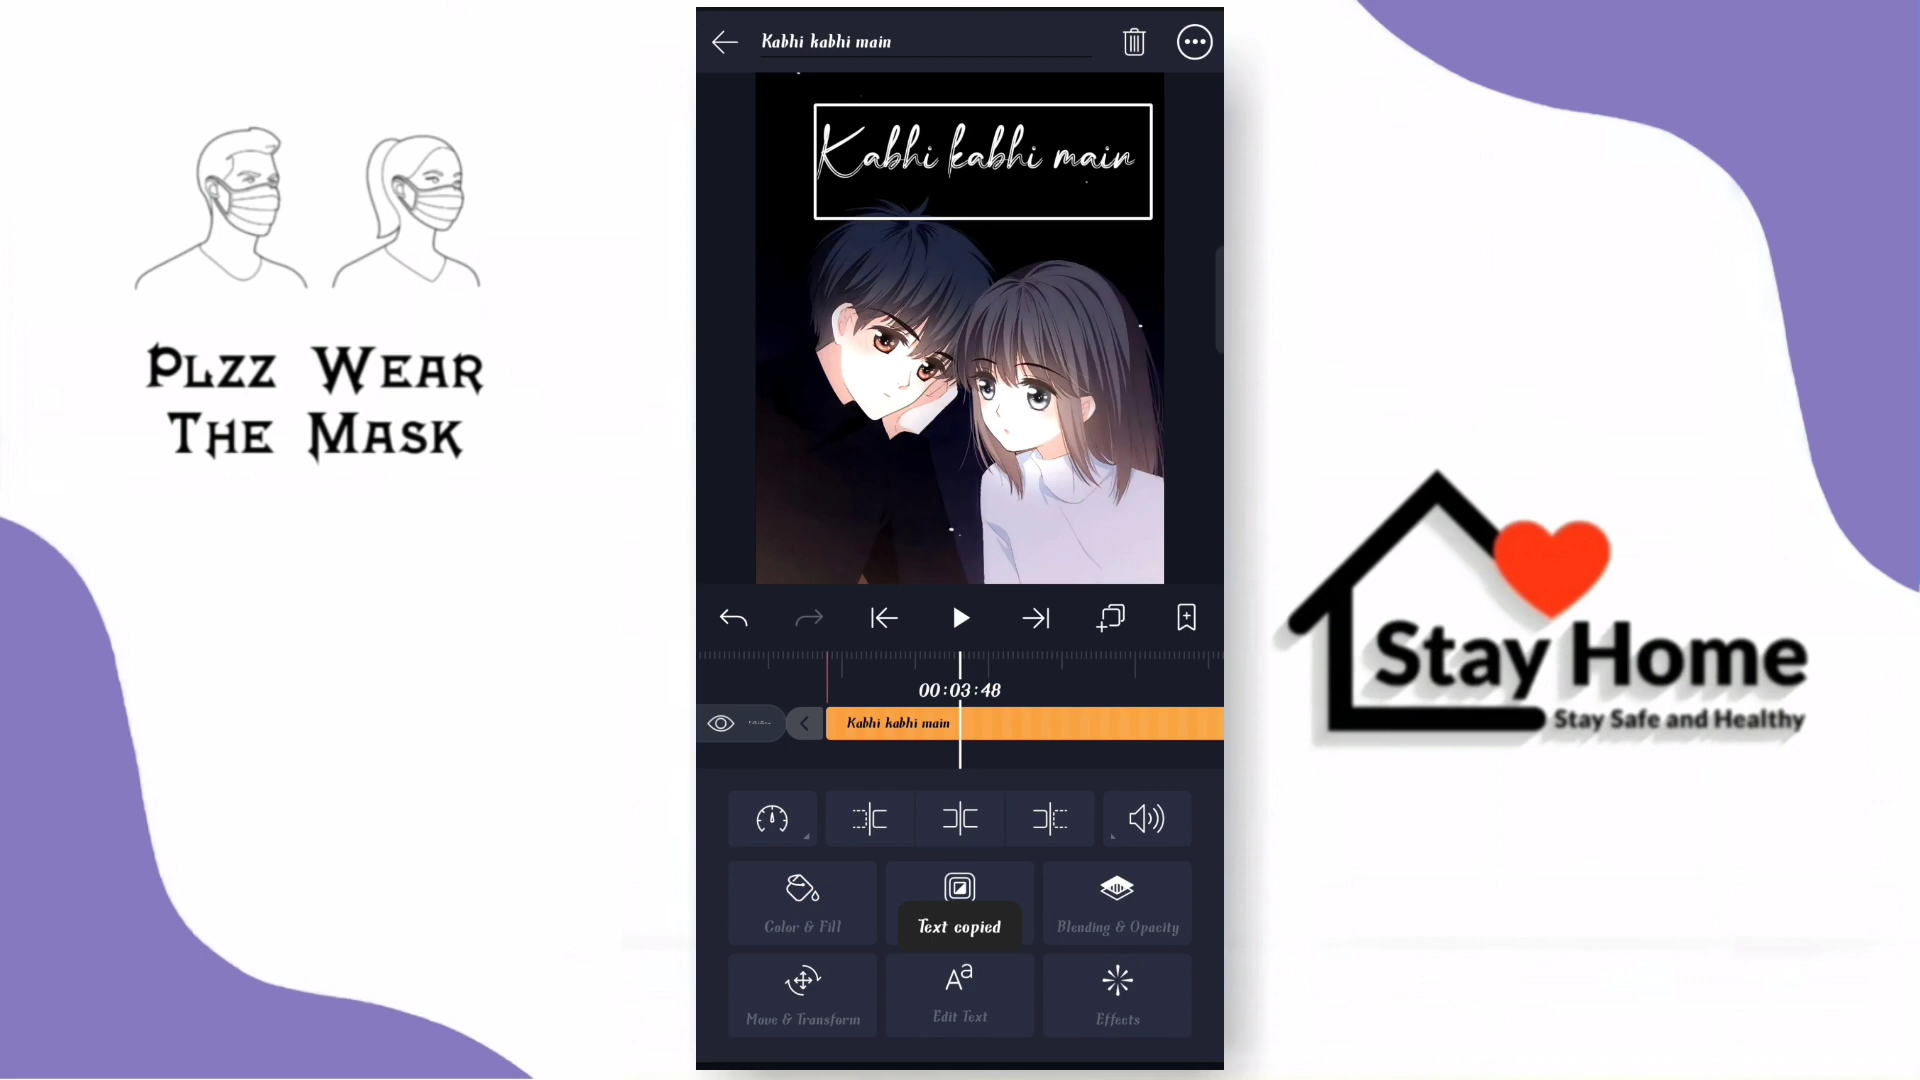 Plzz Wear
The Mask
Kabhi kabhi main
Kabhi kabhi main
00:03:48
Kabhi kabhi main
Color & Fill
Text copied
Blending & Opacity
Move & Transform
Edit Text
Effects
Stay Home
Stay Safe and Healthy